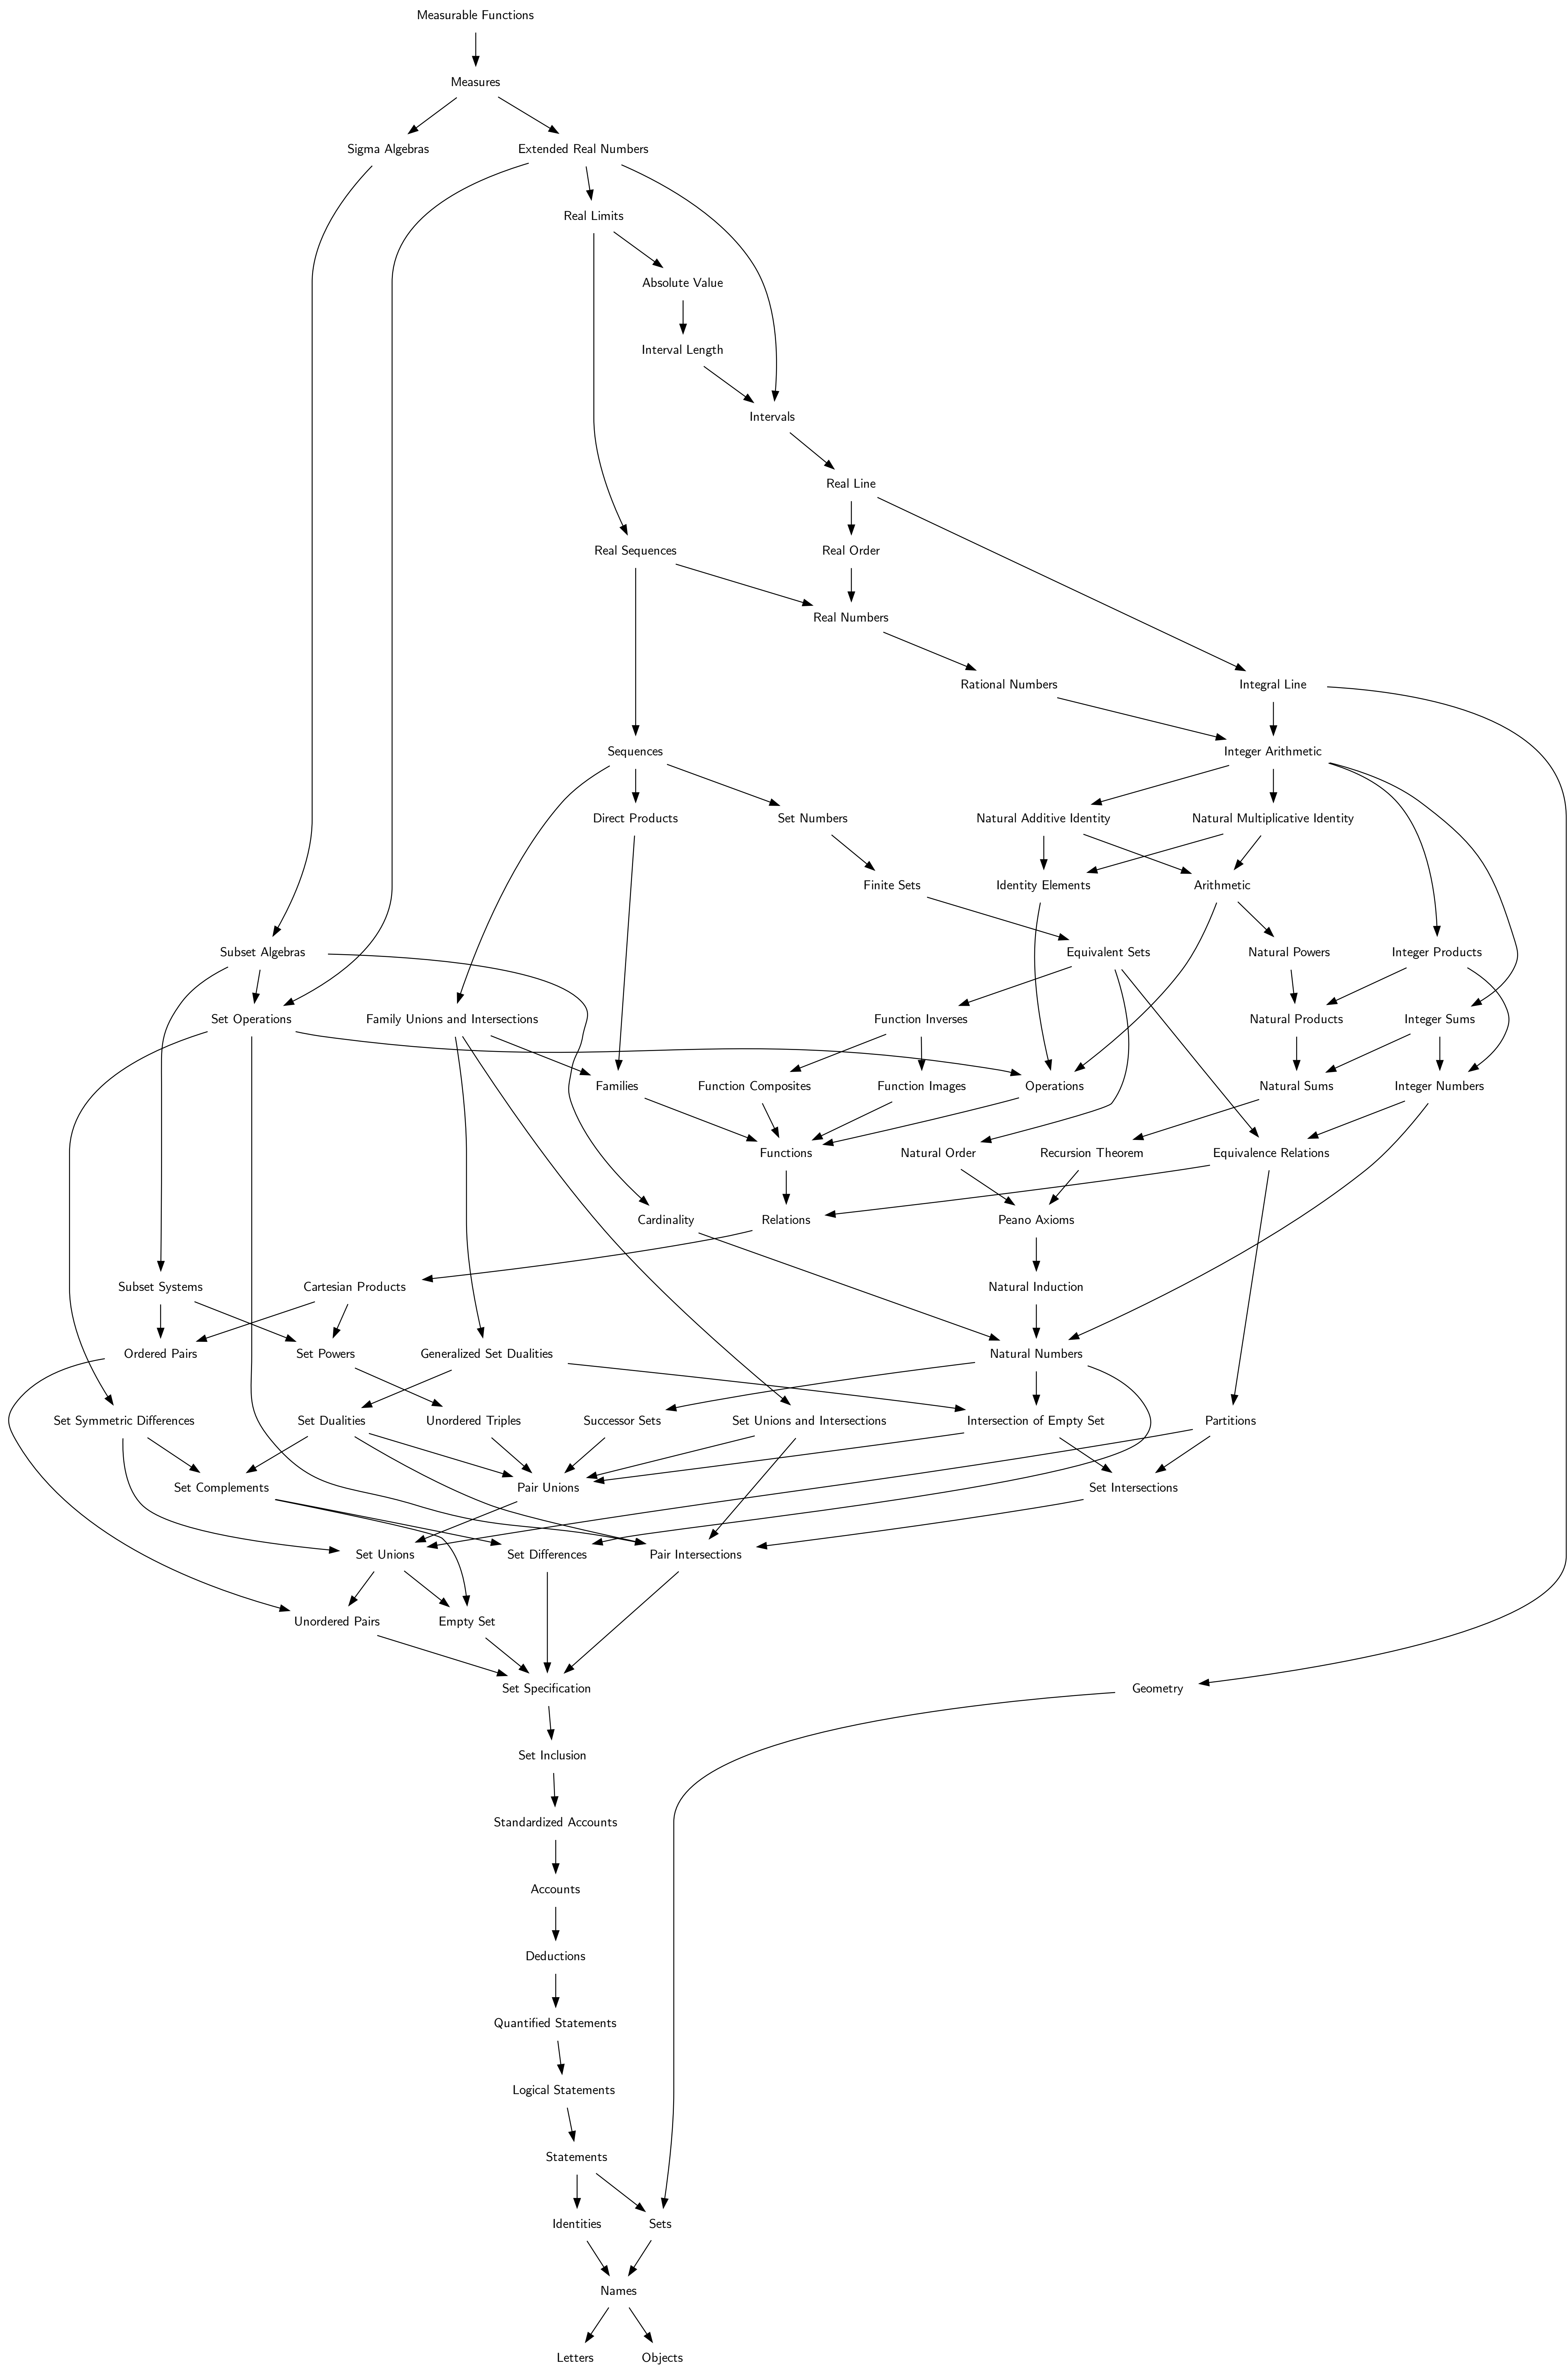 Measurable Functions
Measures
Sigma Algebras
Extended Real Numbers
Real Limits
Absolute Value
Interval Length
Intervals
Real Line
Real Sequences
Real Order
Real Numbers
Rational Numbers
Integral Line
Sequences
Integer Arithmetic
Direct Products
Set Numbers
Natural Additive Identity
Natural Multiplicative Identity
Finite Sets
Identity Elements
Arithmetic
Subset Algebras
Equivalent Sets
Natural Powers
Integer Products
Set Operations
Family Unions and Intersections
Function Inverses
Natural Products
Integer Sums
Families
Function Composites
Function Images
Operations
Natural Sums
Integer Numbers
Functions
Natural Order
Recursion Theorem
Equivalence Relations
Cardinality
Relations
Peano Axioms
Subset Systems
Cartesian Products
Natural Induction
Ordered Pairs
Set Powers
Generalized Set Dualities
Natural Numbers
Set Symmetric Differences
Set Dualities
Unordered Triples
Successor Sets
Set Unions and Intersections
Intersection of Empty Set
Partitions
Set Complements
Pair Unions
Set Intersections
Set Unions
Set Differences
Pair Intersections
Unordered Pairs
Empty Set
Set Specification
Geometry
Set Inclusion
Standardized Accounts
Accounts
Deductions
Quantified Statements
Logical Statements
Statements
Identities
Sets
Names
Letters
Objects